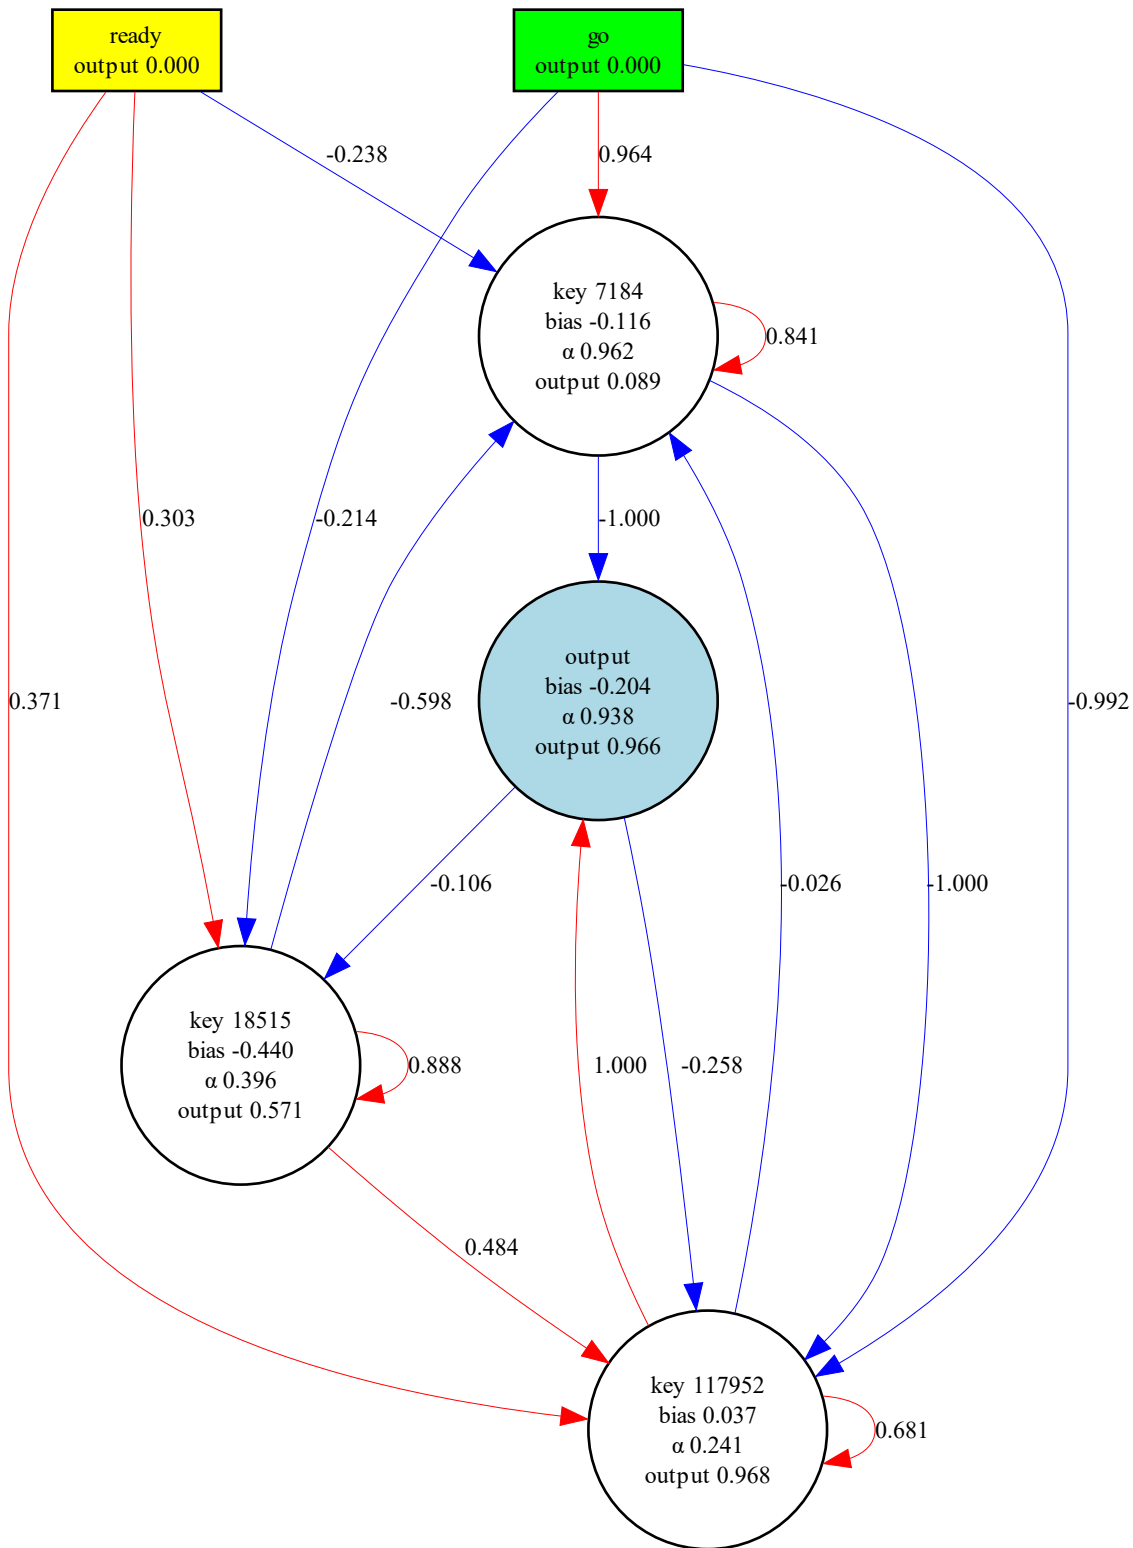 ready
output 0.000
go
output 0.000
-0.238
0.964
key 7184
bias -0.116
α 0.962
output 0.089
0.841
0.303
-0.214
-1.000
output
bias -0.204
α 0.938
output 0.966
0.371
-0.598
-0.992
-0.106
-0.026
-1.000
key 18515
bias -0.440
α 0.396
output 0.571
0.888
1.000
-0.258
0.484
key 117952
bias 0.037
α 0.241
output 0.968
0.681